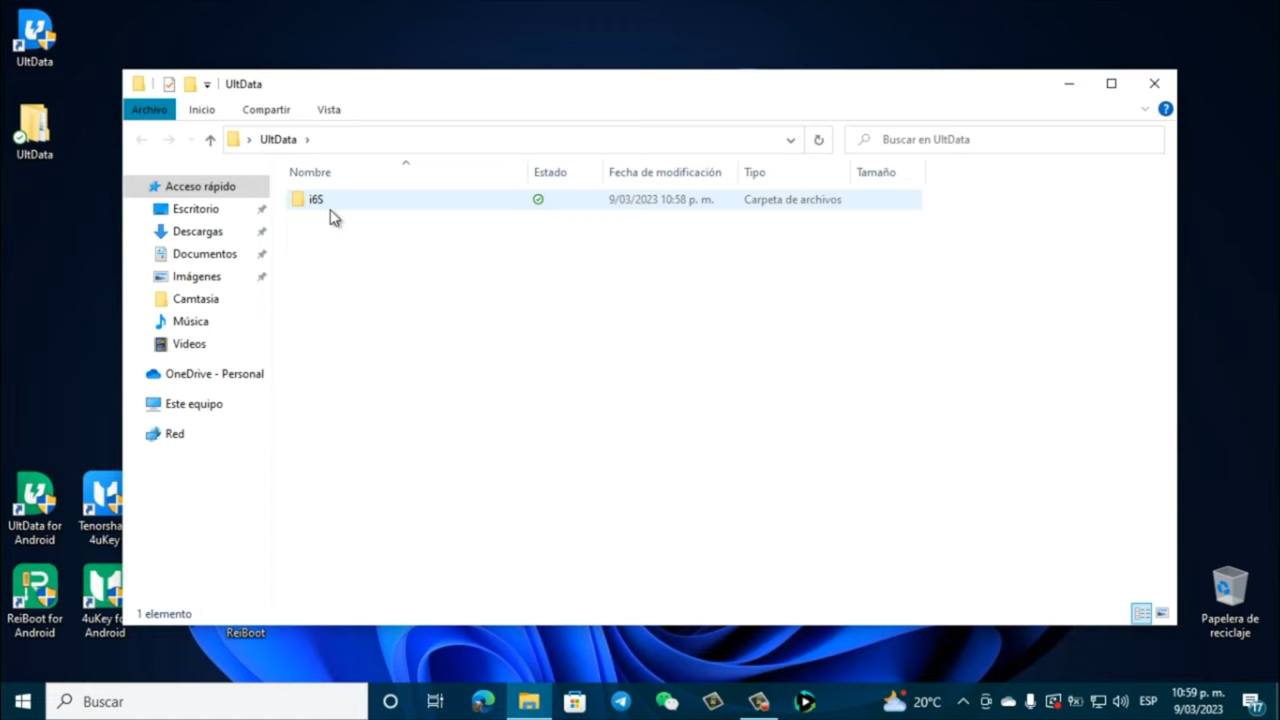 UltData
UltData
UltData
Archivo Inicio Compartir Vista
UltData
Buscar en UltData
Nombre Estado Fecha de modificación Tipo Tamaño
i6S 9/03/2023 10:58 p. m. Carpeta de archivos
Acceso rápido
Escritorio
Descargas
Documentos
Imágenes
Camtasia
Música
Videos
OneDrive - Personal
Este equipo
Red
1 elemento
UltData for
Android
Tenorsha
4uKey
ReiBoot for
Android
4uKey fo
Android
ReiBoot
Papelera de
reciclaje
Buscar
20°C
ESP
10:59 p. m.
9/03/2023
17